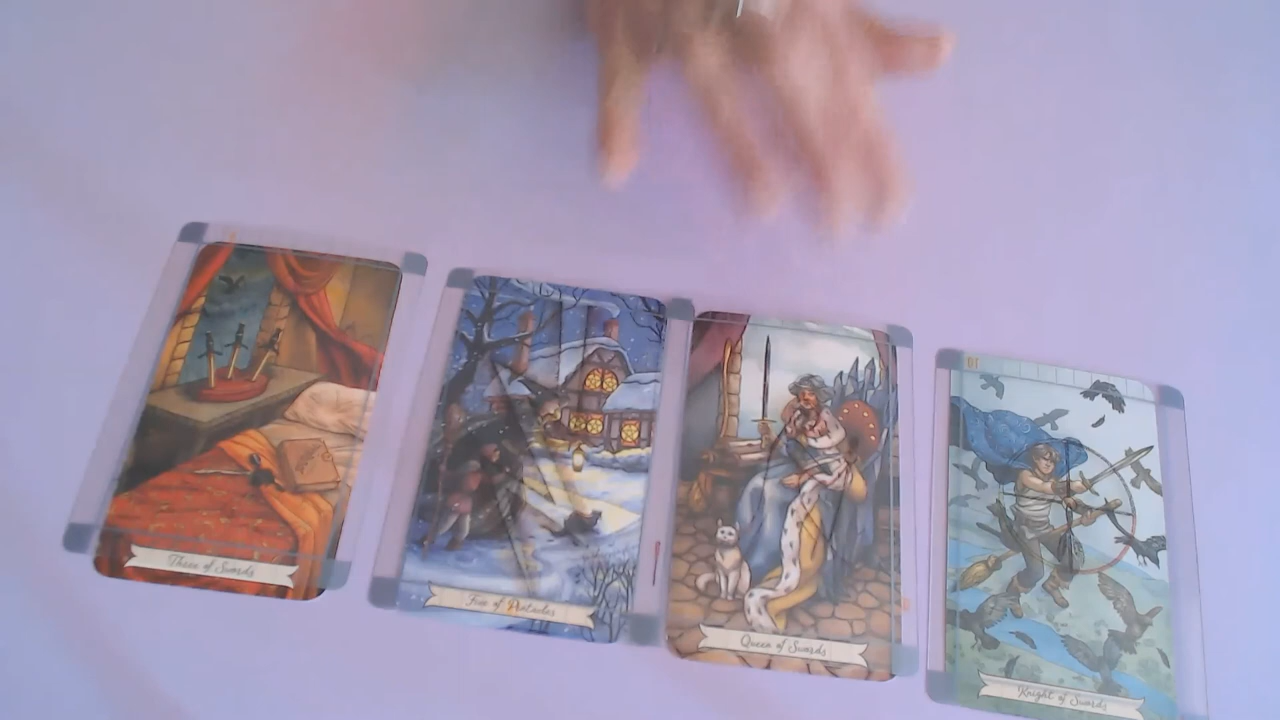 Three of Swords
Five of Pentacles
Queen of Swords
Knight of Swords